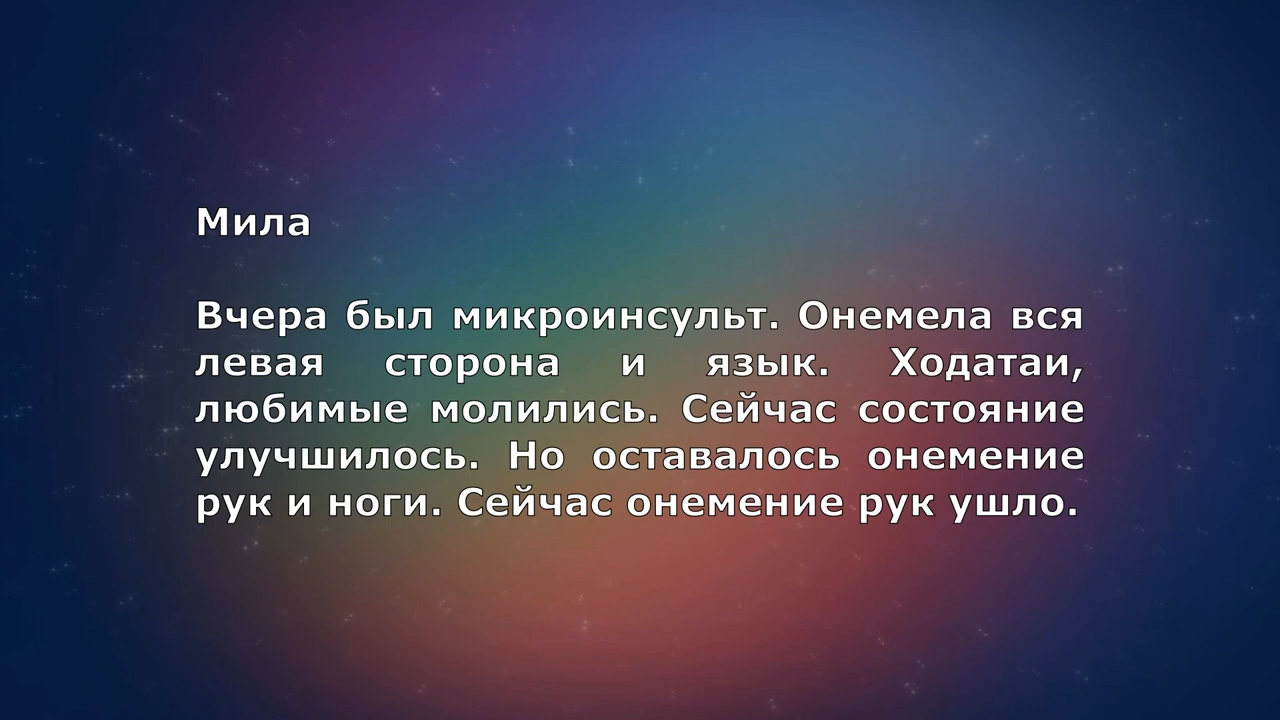 Мила
Вчера был микроинсульт. Онемела вся
левая сторона и язык. Ходатаи,
любимые молились. Сейчас состояние
улучшилось. Но оставалось онемение
рук и ноги. Сейчас онемение рук ушло.